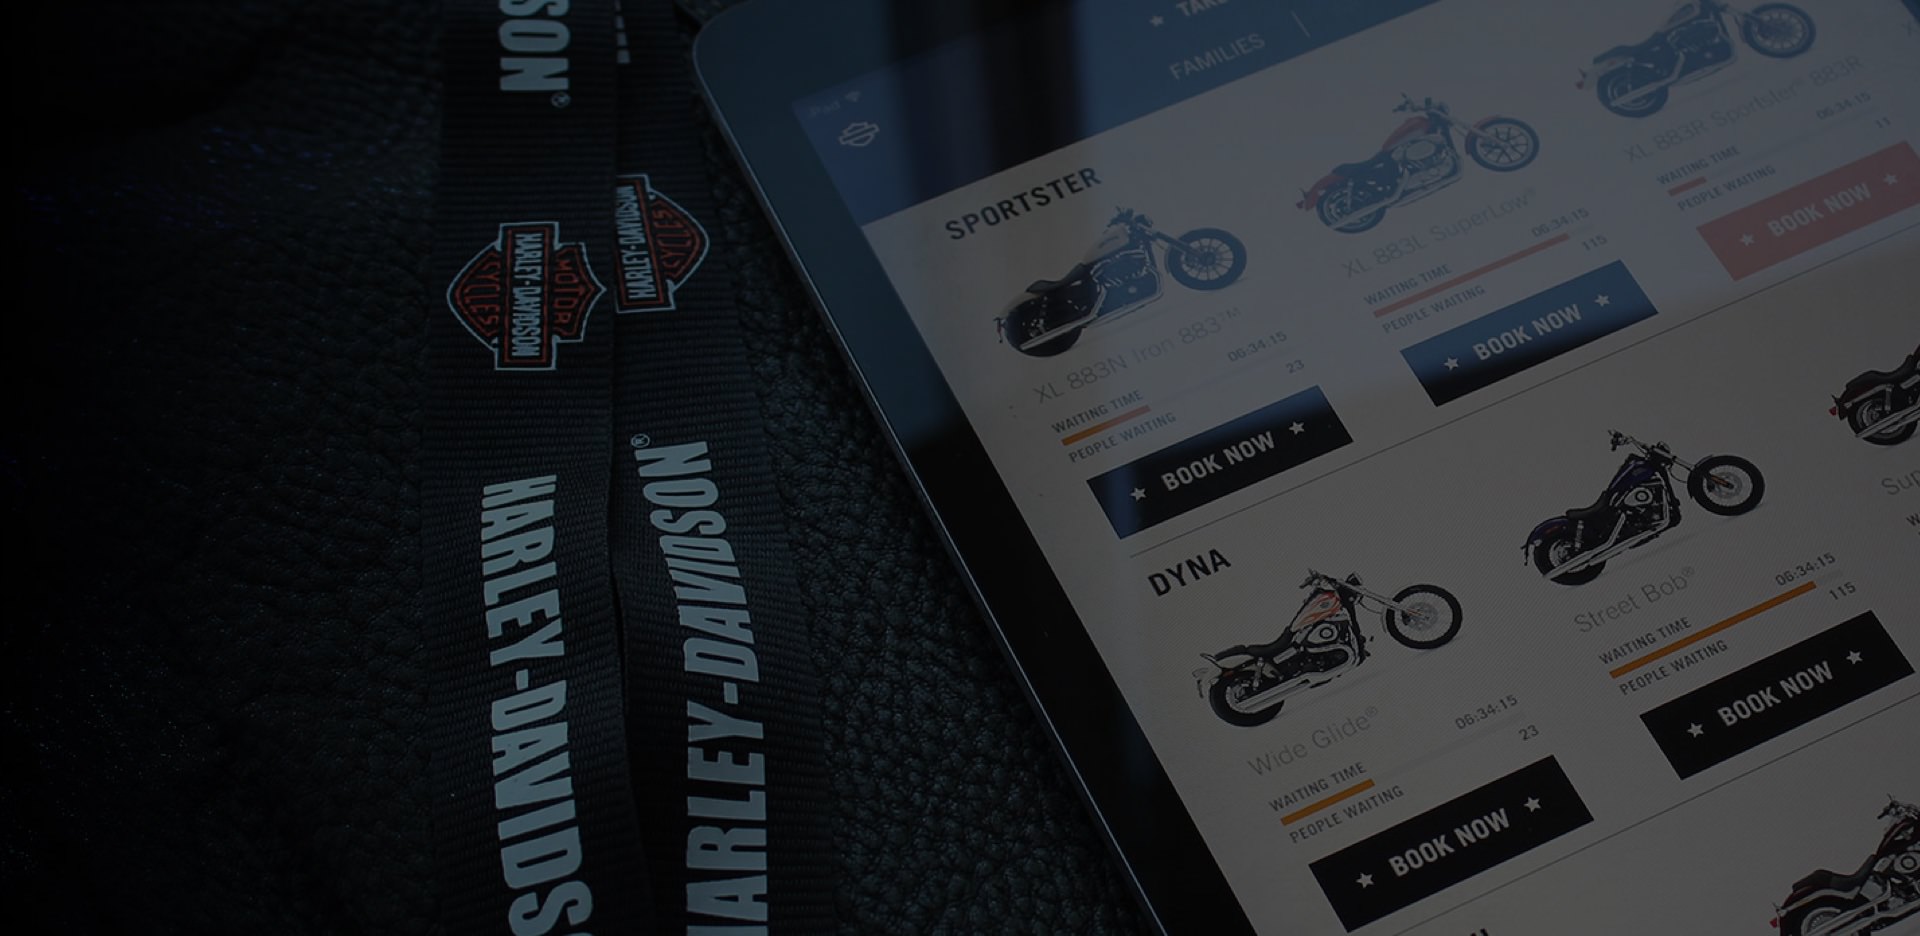 SON®
HARLEY-DAVIDSON
MOTOR
CYCLES
HARLEY-DAVIDSON
CYCLES
HARLEY-DAVIDS
HARLEY-DAVIDSON®
iPad
FAMILIES
SPORTSTER
XL 883N Iron 883™
WAITING TIME 06:34:15
PEOPLE WAITING 23
★ BOOK NOW ★
XL 883L SuperLow®
WAITING TIME 06:34:15
PEOPLE WAITING 115
★ BOOK NOW ★
XL 883R Sportster® 883R
WAITING TIME 06:34:15
PEOPLE WAITING 11
★ BOOK NOW ★
DYNA
Wide Glide®
WAITING TIME 06:34:15
PEOPLE WAITING 23
★ BOOK NOW ★
Street Bob®
WAITING TIME 06:34:15
PEOPLE WAITING 115
★ BOOK NOW ★